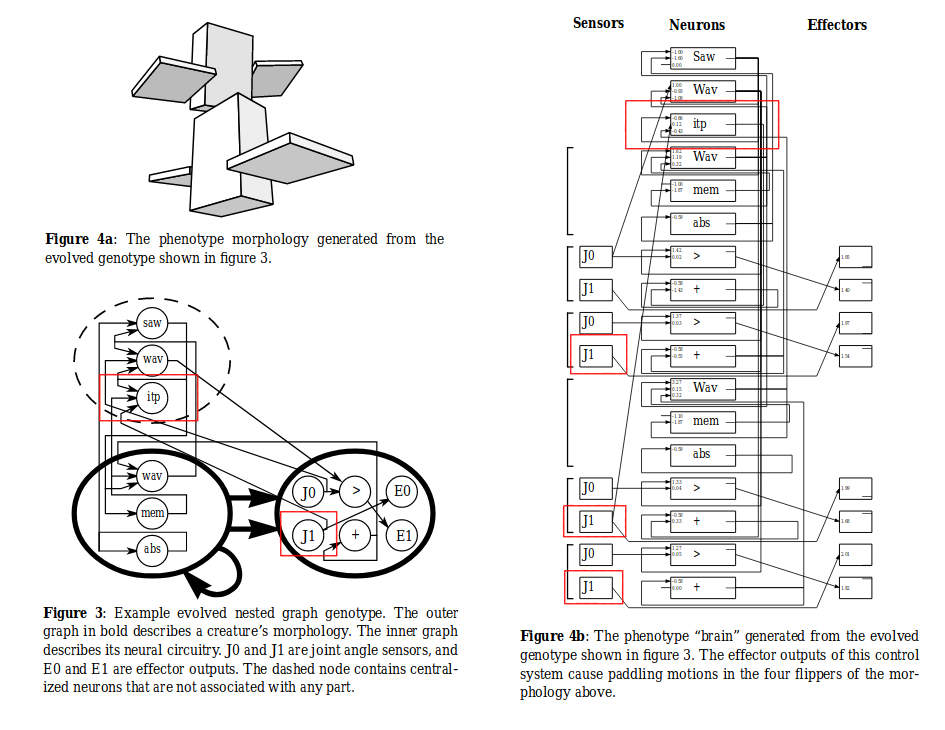 Figure 4a: The phenotype morphology generated from the
evolved genotype shown in figure 3.
saw
wav
itp
wav
mem
abs
J0 > E0
J1 + E1
Figure 3: Example evolved nested graph genotype. The outer
graph in bold describes a creature's morphology. The inner graph
describes its neural circuitry. J0 and J1 are joint angle sensors, and
E0 and E1 are effector outputs. The dashed node contains central-
ized neurons that are not associated with any part.
Sensors Neurons Effectors
Saw
Wav
itp
Wav
mem
abs
J0 >
J1 +
J0 >
J1 +
Wav
mem
abs
J0 >
J1 +
J0 >
J1 +
Figure 4b: The phenotype “brain” generated from the evolved
genotype shown in figure 3. The effector outputs of this control
system cause paddling motions in the four flippers of the mor-
phology above.